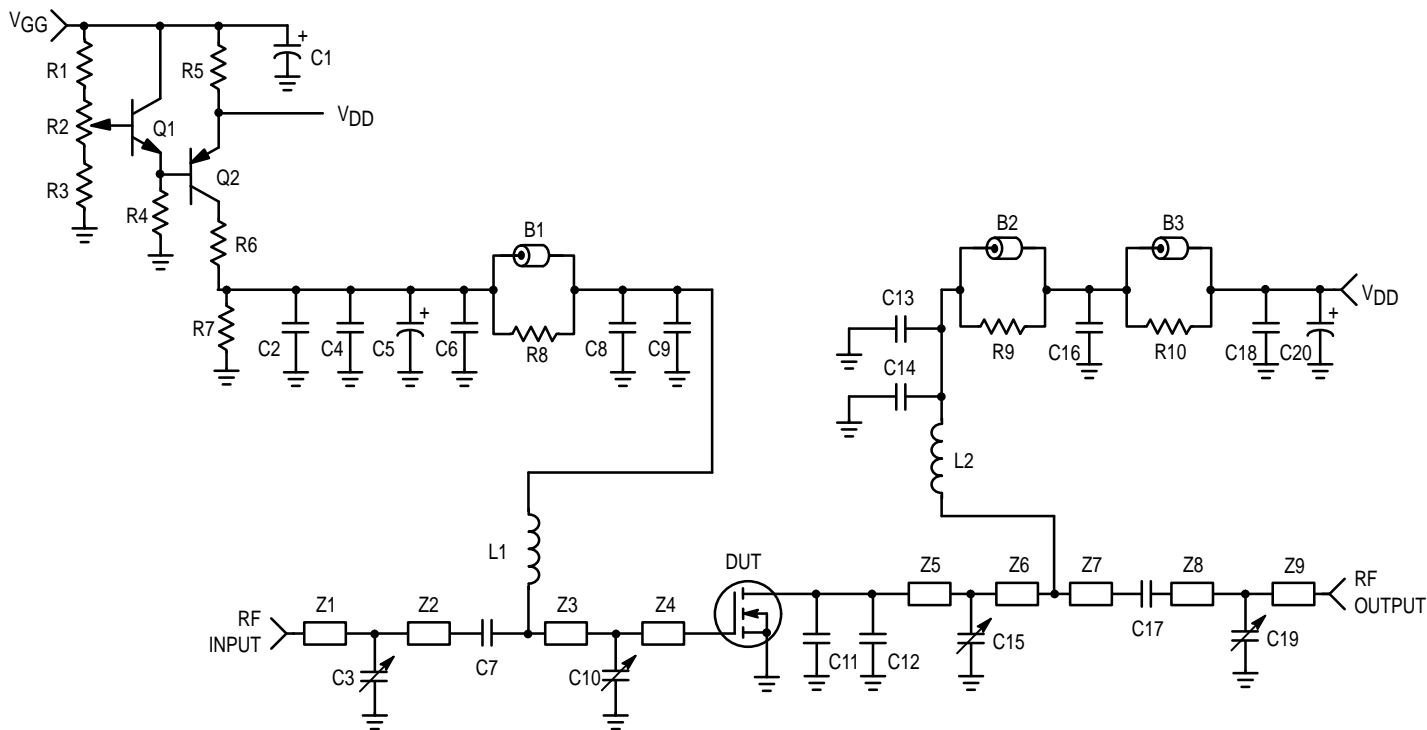 VGG
R1
R5
C1
R2
Q1
VDD
R3
R4
Q2
R6
B1
B2
B3
R7
C2
C4
C5
+
C6
R8
C8
C9
C13
R9
C16
R10
C18
C20
+
VDD
C14
L2
L1
DUT
RF
INPUT
Z1
Z2
Z3
Z4
Z5
Z6
Z7
Z8
Z9
RF
OUTPUT
C3
C7
C10
C11
C12
C15
C17
C19
+